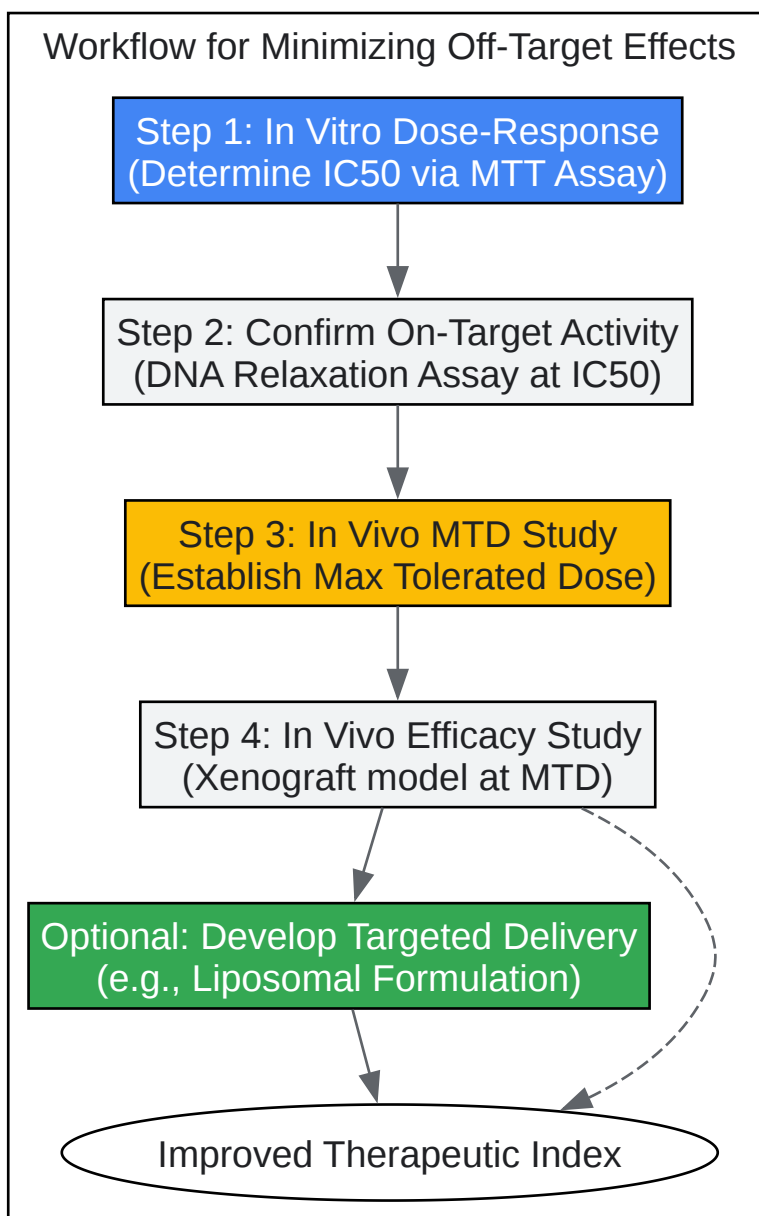 Workflow for Minimizing Off-Target Effects
Step 1: In Vitro Dose-Response
(Determine IC50 via MTT Assay)
Step 2: Confirm On-Target Activity
(DNA Relaxation Assay at IC50)
Step 3: In Vivo MTD Study
(Establish Max Tolerated Dose)
Step 4: In Vivo Efficacy Study
(Xenograft model at MTD)
Optional: Develop Targeted Delivery
(e.g., Liposomal Formulation)
Improved Therapeutic Index